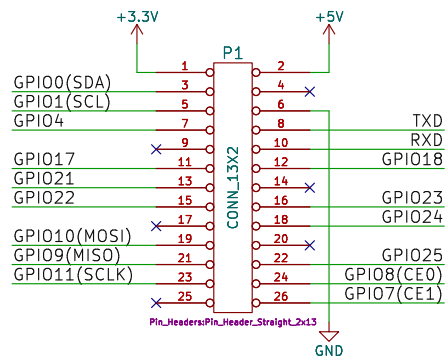 +3.3V +5V
P1
1 2
GPIO0(SDA) 3 4
GPIO1(SCL) 5 6
GPIO4 7 8 TXD
9 10 RXD
GPIO17 11 12 GPIO18
GPIO21 13 14
GPIO22 15 16 GPIO23
17 18 GPIO24
GPIO10(MOSI) 19 20
GPIO9(MISO) 21 22 GPIO25
GPIO11(SCLK) 23 24 GPIO8(CE0)
25 26 GPIO7(CE1)
CONN_13X2
Pin_Headers:Pin_Header_Straight_2x13
GND